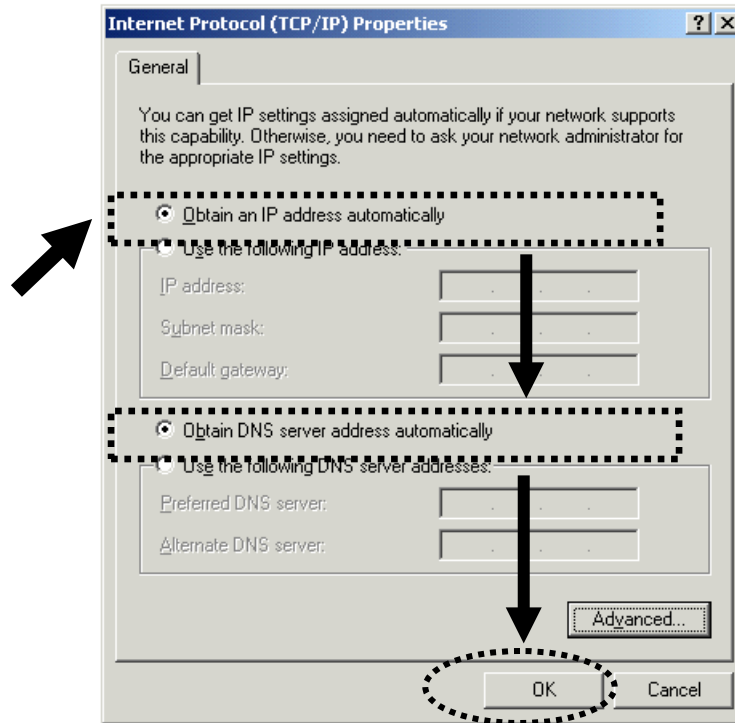 Internet Protocol (TCP/IP) Properties
General
You can get IP settings assigned automatically if your network supports
this capability. Otherwise, you need to ask your network administrator for
the appropriate IP settings.
Obtain an IP address automatically
Use the following IP address:
IP address:
Subnet mask:
Default gateway:
Obtain DNS server address automatically
Use the following DNS server addresses:
Preferred DNS server:
Alternate DNS server:
Advanced...
OK Cancel